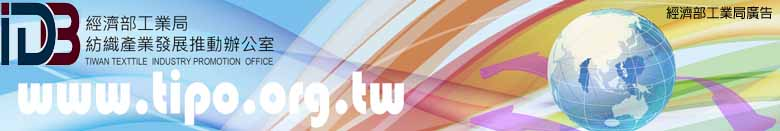 IDB
經濟部工業局
紡織產業發展推動辦公室
TIWAN TEXTTILE INDUSTRY PROMOTION OFFICE
www.tipo.org.tw
經濟部工業局廣告